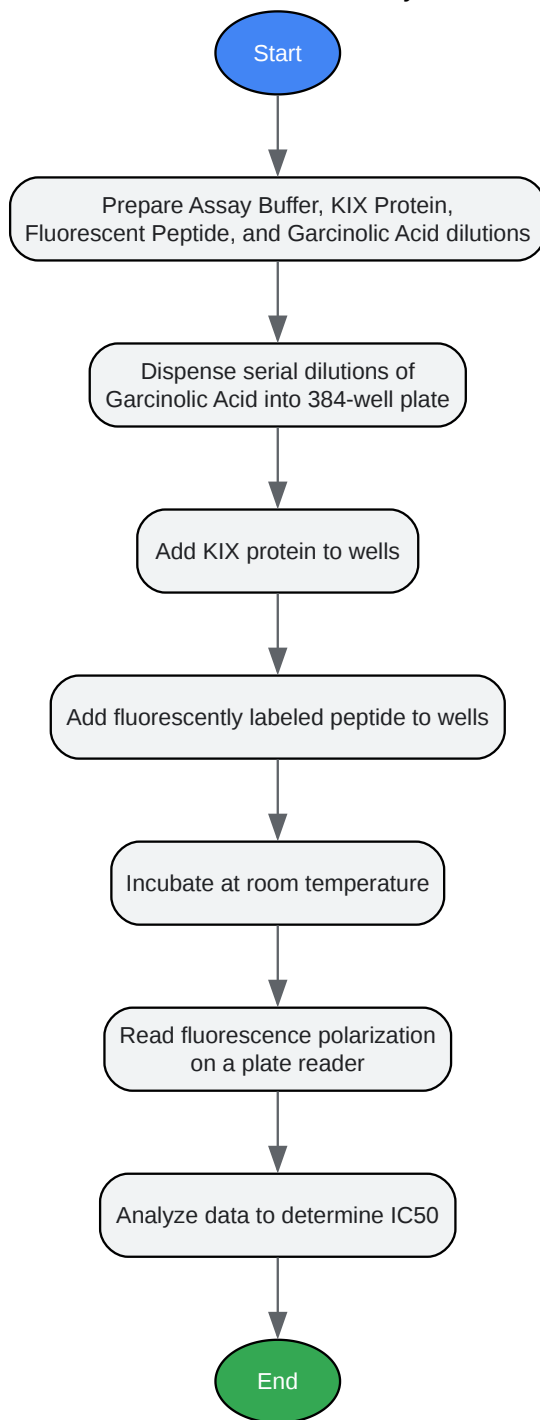 Start
Prepare Assay Buffer, KIX Protein,
Fluorescent Peptide, and Garcinolic Acid dilutions
Dispense serial dilutions of
Garcinolic Acid into 384-well plate
Add KIX protein to wells
Add fluorescently labeled peptide to wells
Incubate at room temperature
Read fluorescence polarization
on a plate reader
Analyze data to determine IC50
End